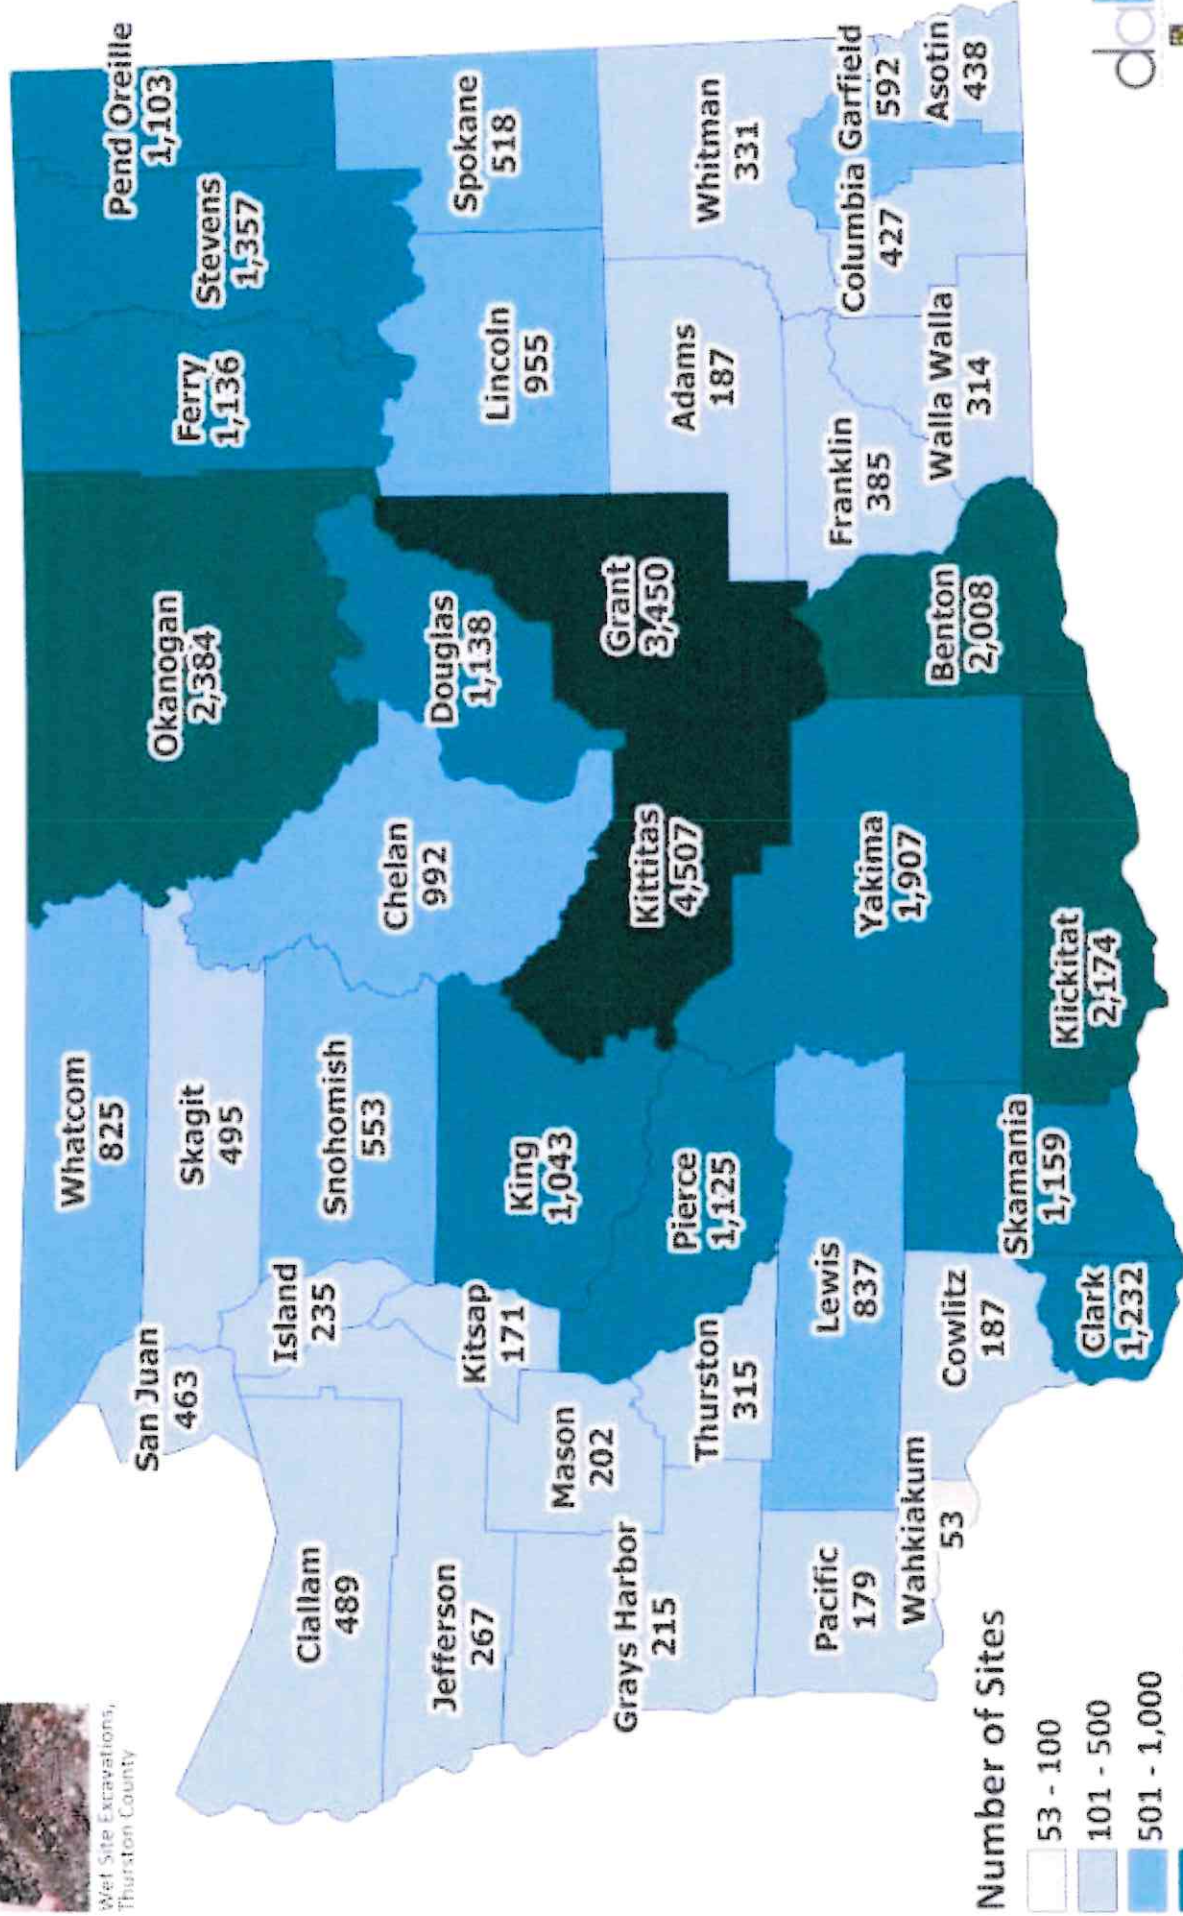 Wet Site Excavations,
Thurston County
Whatcom
825
San Juan
463
Skagit
495
Island
235
Snohomish
553
Clallam
489
Jefferson
267
Kitsap
171
King
1,043
Mason
202
Grays Harbor
215
Pierce
1,125
Thurston
315
Pacific
179
Lewis
837
Wahkiakum
53
Cowlitz
187
Skamania
1,159
Clark
1,232
Okanogan
2,384
Chelan
992
Douglas
1,138
Kittitas
4,507
Grant
3,450
Yakima
1,907
Klickitat
2,174
Benton
2,008
Ferry
1,136
Stevens
1,357
Pend Oreille
1,103
Lincoln
955
Spokane
518
Adams
187
Whitman
331
Franklin
385
Walla Walla
314
Columbia
427
Garfield
592
Asotin
438
Number of Sites
53 - 100
101 - 500
501 - 1,000